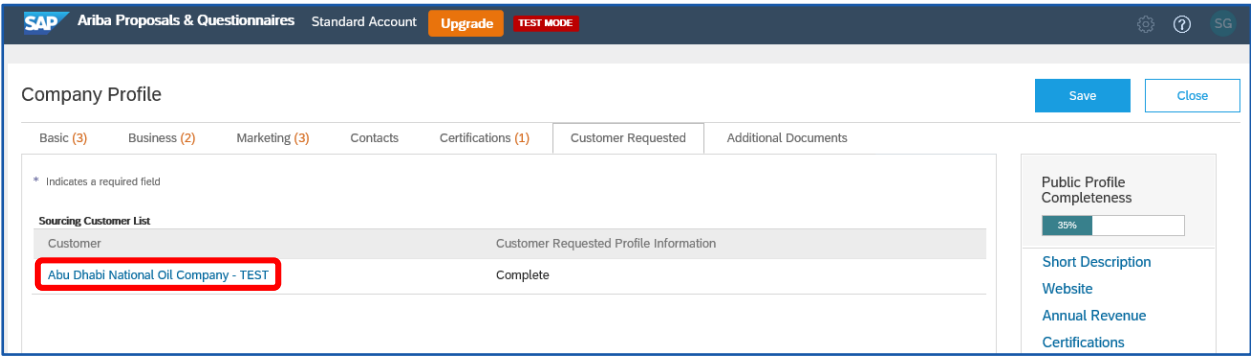 SAP Ariba Proposals & Questionnaires Standard Account Upgrade TEST MODE ? SG
Company Profile Save Close
Basic (3) Business (2) Marketing (3) Contacts Certifications (1) Customer Requested Additional Documents
* Indicates a required field
Sourcing Customer List
Customer Customer Requested Profile Information
Abu Dhabi National Oil Company - TEST Complete
Public Profile
Completeness
35%
Short Description
Website
Annual Revenue
Certifications